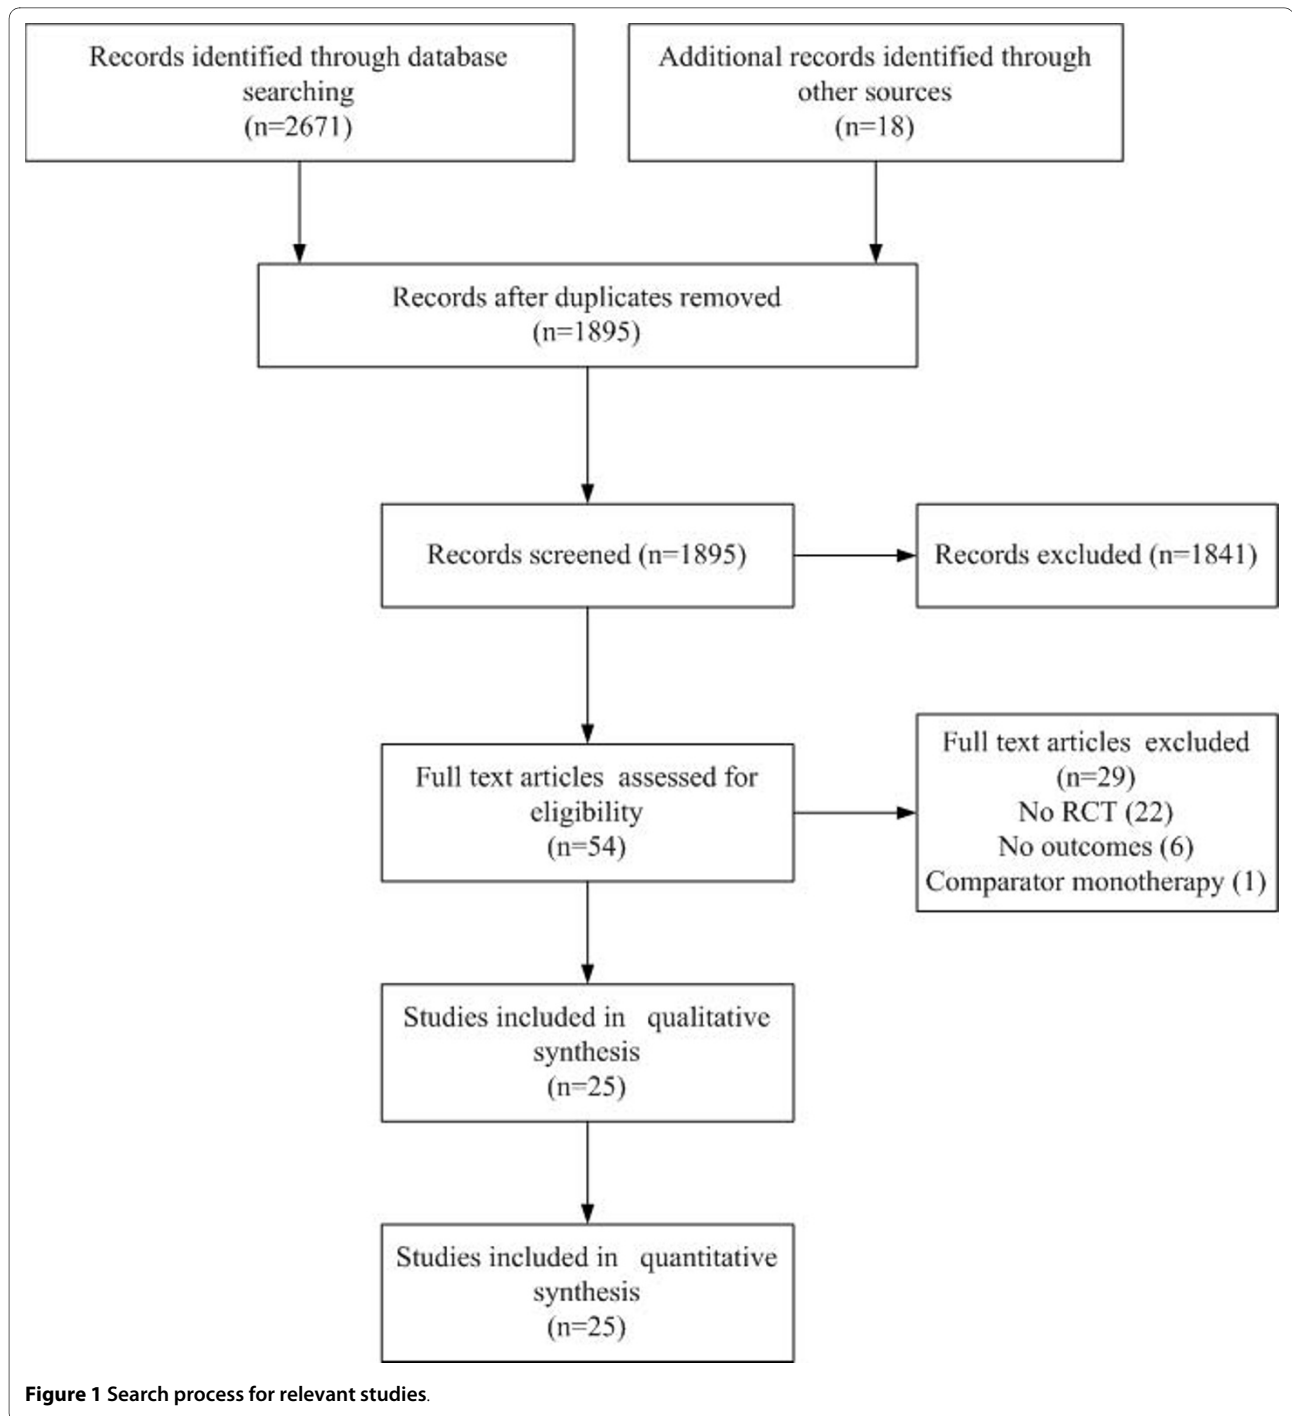 Records identified through database
searching
(n=2671)
Additional records identified through
other sources
(n=18)
Records after duplicates removed
(n=1895)
Records screened (n=1895)
Records excluded (n=1841)
Full text articles assessed for
eligibility
(n=54)
Full text articles excluded
(n=29)
No RCT (22)
No outcomes (6)
Comparator monotherapy (1)
Studies included in qualitative
synthesis
(n=25)
Studies included in quantitative
synthesis
(n=25)
Figure 1 Search process for relevant studies.